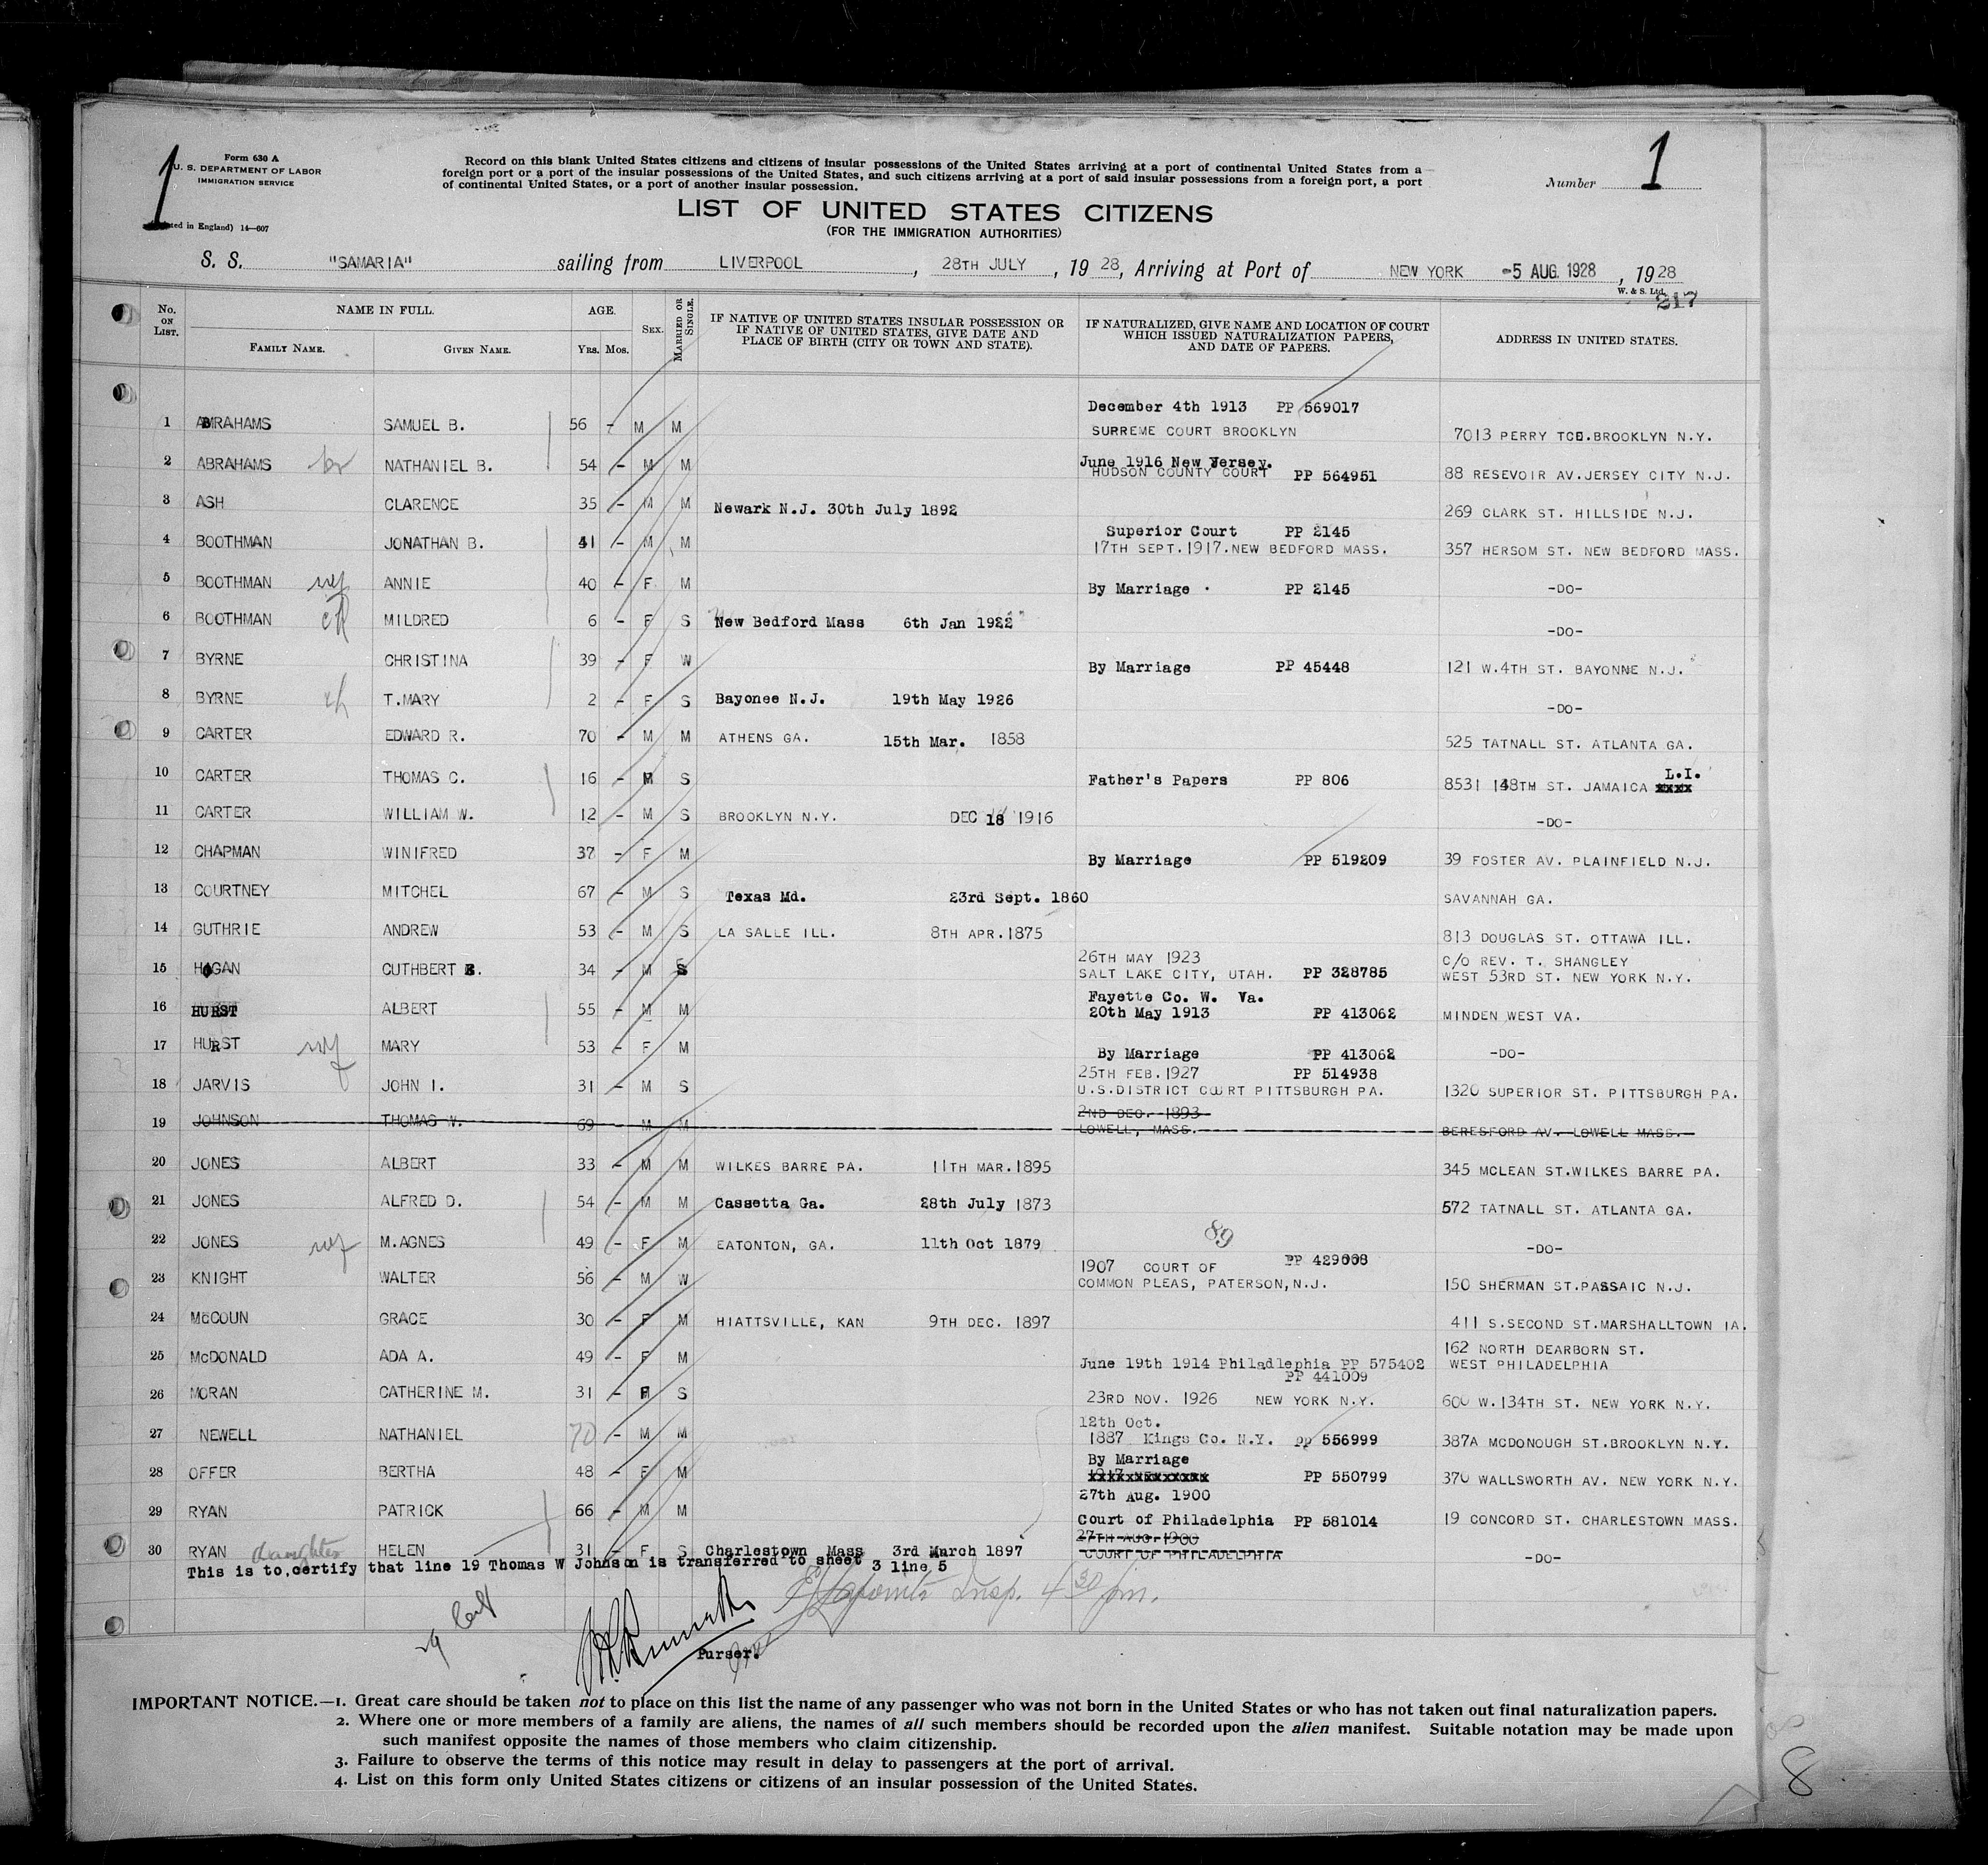 1
Form 630 A
U. S. DEPARTMENT OF LABOR
IMMIGRATION SERVICE
(Printed in England) 14—607
Record on this blank United States citizens and citizens of insular possessions of the United States arriving at a port of continental United States from a
foreign port or a port of the insular possessions of the United States, and such citizens arriving at a port of said insular possessions from a foreign port, a port
of continental United States, or a port of another insular possession.
Number 1
LIST OF UNITED STATES CITIZENS
(FOR THE IMMIGRATION AUTHORITIES)
S. S. "SAMARIA" sailing from LIVERPOOL, 28TH JULY, 19 28, Arriving at Port of NEW YORK -5 AUG. 1928, 19 28
W. & S. Ltd.
217
No. ON LIST. NAME IN FULL. AGE. SEX. MARRIED OR SINGLE. IF NATIVE OF UNITED STATES INSULAR POSSESSION OR IF NATIVE OF UNITED STATES, GIVE DATE AND PLACE OF BIRTH (CITY OR TOWN AND STATE). IF NATURALIZED, GIVE NAME AND LOCATION OF COURT WHICH ISSUED NATURALIZATION PAPERS, AND DATE OF PAPERS. ADDRESS IN UNITED STATES.
FAMILY NAME. GIVEN NAME. Yrs. Mos.
December 4th 1913 PP 569017
1 ABRAHAMS SAMUEL B. 56 - M M SUPREME COURT BROOKLYN 7013 PERRY TCE.BROOKLYN N.Y.
June 1916 New Jersey.
2 ABRAHAMS br NATHANIEL B. 54 - M M HUDSON COUNTY COURT PP 564951 88 RESEVOIR AV.JERSEY CITY N.J.
3 ASH CLARENCE 35 - M M Newark N.J. 30th July 1892 269 CLARK ST. HILLSIDE N.J.
Superior Court PP 2145
4 BOOTHMAN JONATHAN B. 41 - M M 17TH SEPT.1917.NEW BEDFORD MASS. 357 HERSOM ST. NEW BEDFORD MASS.
5 BOOTHMAN wf ANNIE 40 - F M By Marriage PP 2145 -DO-
6 BOOTHMAN ch MILDRED 6 - F S New Bedford Mass 6th Jan 1922 -DO-
7 BYRNE CHRISTINA 39 - F W By Marriage PP 45448 121 W.4TH ST. BAYONNE N.J.
8 BYRNE ch T.MARY 2 - F S Bayonee N.J. 19th May 1926 -DO-
9 CARTER EDWARD R. 70 - M M ATHENS GA. 15th Mar. 1858 525 TATNALL ST. ATLANTA GA.
L.I.
10 CARTER THOMAS C. 16 - M S Father's Papers PP 806 8531 148TH ST. JAMAICA xxxx
11 CARTER WILLIAM W. 12 - M S BROOKLYN N.Y. DEC 18 1916 -DO-
12 CHAPMAN WINIFRED 37 - F M By Marriage PP 519209 39 FOSTER AV. PLAINFIELD N.J.
13 COURTNEY MITCHEL 67 - M S Texas Md. 23rd Sept. 1860 SAVANNAH GA.
14 GUTHRIE ANDREW 53 - M S LA SALLE ILL. 8TH APR.1875 813 DOUGLAS ST. OTTAWA ILL.
26TH MAY 1923 C/O REV. T. SHANGLEY
15 HAGAN CUTHBERT E. 34 - M S SALT LAKE CITY, UTAH. PP 328785 WEST 53RD ST. NEW YORK N.Y.
Fayette Co. W. Va.
16 HURST ALBERT 55 - M M 20th May 1913 PP 413062 MINDEN WEST VA.
17 HURST wf MARY 53 - F M By Marriage PP 413062 -DO-
25TH FEB.1927 PP 514938
18 JARVIS JOHN I. 31 - M S U.S.DISTRICT COURT PITTSBURGH PA. 1320 SUPERIOR ST. PITTSBURGH PA.
2ND DEC. 1893
19 JOHNSON THOMAS W. 69 - M M LOWELL, MASS. BERESFORD AV. LOWELL MASS.
20 JONES ALBERT 33 - M M WILKES BARRE PA. 11TH MAR.1895 345 MCLEAN ST.WILKES BARRE PA.
21 JONES ALFRED D. 54 - M M Cassetta Ga. 28th July 1873 572 TATNALL ST. ATLANTA GA.
89
22 JONES wf M.AGNES 49 - F M EATONTON, GA. 11th Oct 1879 -DO-
1907 COURT OF PP 429008
23 KNIGHT WALTER 56 - M W COMMON PLEAS, PATERSON,N.J. 150 SHERMAN ST.PASSAIC N.J.
24 McCOUN GRACE 30 - F M HIATTSVILLE, KAN 9TH DEC. 1897 411 S.SECOND ST.MARSHALLTOWN IA.
162 NORTH DEARBORN ST.
25 McDONALD ADA A. 49 - F M June 19th 1914 Philadlephia PP 575402 WEST PHILADELPHIA
PP 441009
26 MORAN CATHERINE M. 31 - F S 23RD NOV. 1926 NEW YORK N.Y. 600 W.134TH ST. NEW YORK N.Y.
12th Oct.
27 NEWELL NATHANIEL 70 - M M 1887 Kings Co. N.Y. pp 556999 387A MCDONOUGH ST.BROOKLYN N.Y.
By Marriage
28 OFFER BERTHA 48 - F M PP 550799 370 WALLSWORTH AV. NEW YORK N.Y.
27th Aug. 1900
29 RYAN PATRICK 66 - M M Court of Philadelphia PP 581014 19 CONCORD ST. CHARLESTOWN MASS.
27TH AUG.1900
30 RYAN daughter HELEN 31 - F S Charlestown Mass 3rd March 1897 COURT OF PHILADELPHIA -DO-
This is to certify that line 19 Thomas W Johnson is transferred to sheet 3 line 5
Insp. 4 30 pm.
29
Purser.
IMPORTANT NOTICE.—1. Great care should be taken not to place on this list the name of any passenger who was not born in the United States or who has not taken out final naturalization papers.
2. Where one or more members of a family are aliens, the names of all such members should be recorded upon the alien manifest. Suitable notation may be made upon
such manifest opposite the names of those members who claim citizenship.
3. Failure to observe the terms of this notice may result in delay to passengers at the port of arrival.
4. List on this form only United States citizens or citizens of an insular possession of the United States.
8